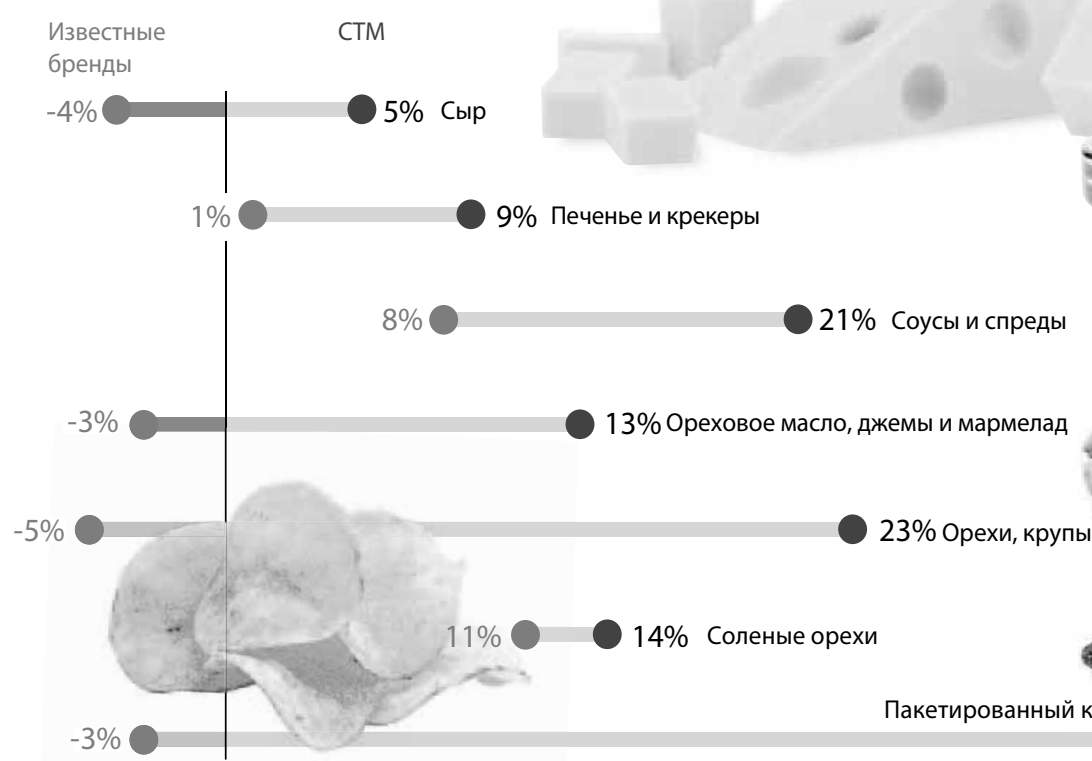 Известные СТМ
бренды
-4% 5% Сыр
1% 9% Печенье и крекеры
8% 21% Соусы и спреды
-3% 13% Ореховое масло, джемы и мармелад
-5% 23% Орехи, крупы
11% 14% Соленые орехи
Пакетированный к
-3%